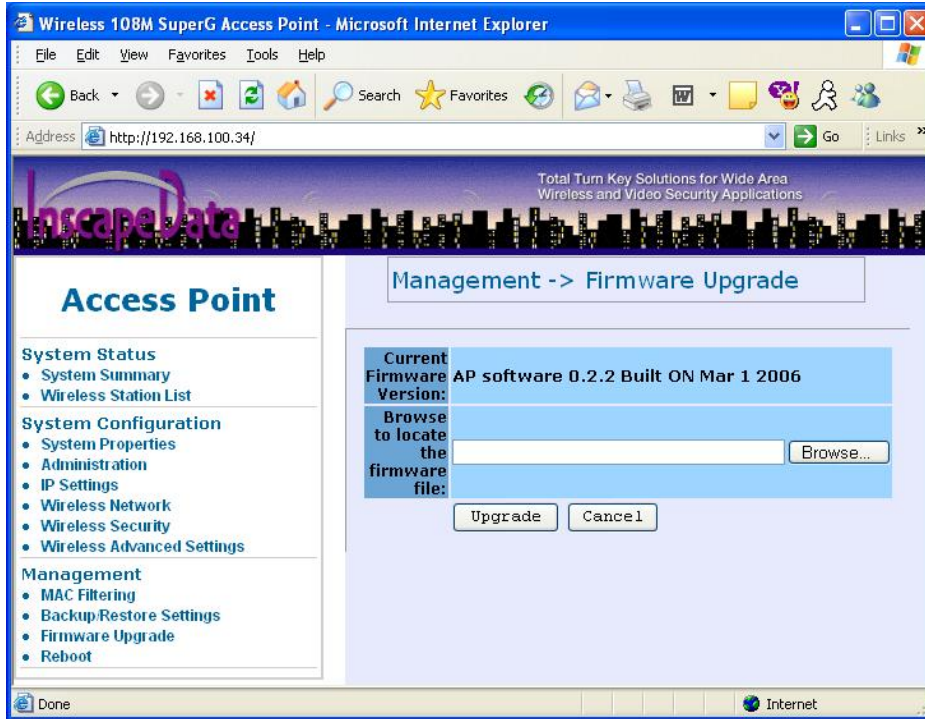 Wireless 108M SuperG Access Point - Microsoft Internet Explorer
File Edit View Favorites Tools Help
Back Search Favorites
Address http://192.168.100.34/ Go Links »
InscapeData
Total Turn Key Solutions for Wide Area
Wireless and Video Security Applications
Access Point
System Status
System Summary
Wireless Station List
System Configuration
System Properties
Administration
IP Settings
Wireless Network
Wireless Security
Wireless Advanced Settings
Management
MAC Filtering
Backup/Restore Settings
Firmware Upgrade
Reboot
Management -> Firmware Upgrade
Current
Firmware
Version:
AP software 0.2.2 Built ON Mar 1 2006
Browse
to locate
the
firmware
file:
Browse...
Upgrade Cancel
Done Internet